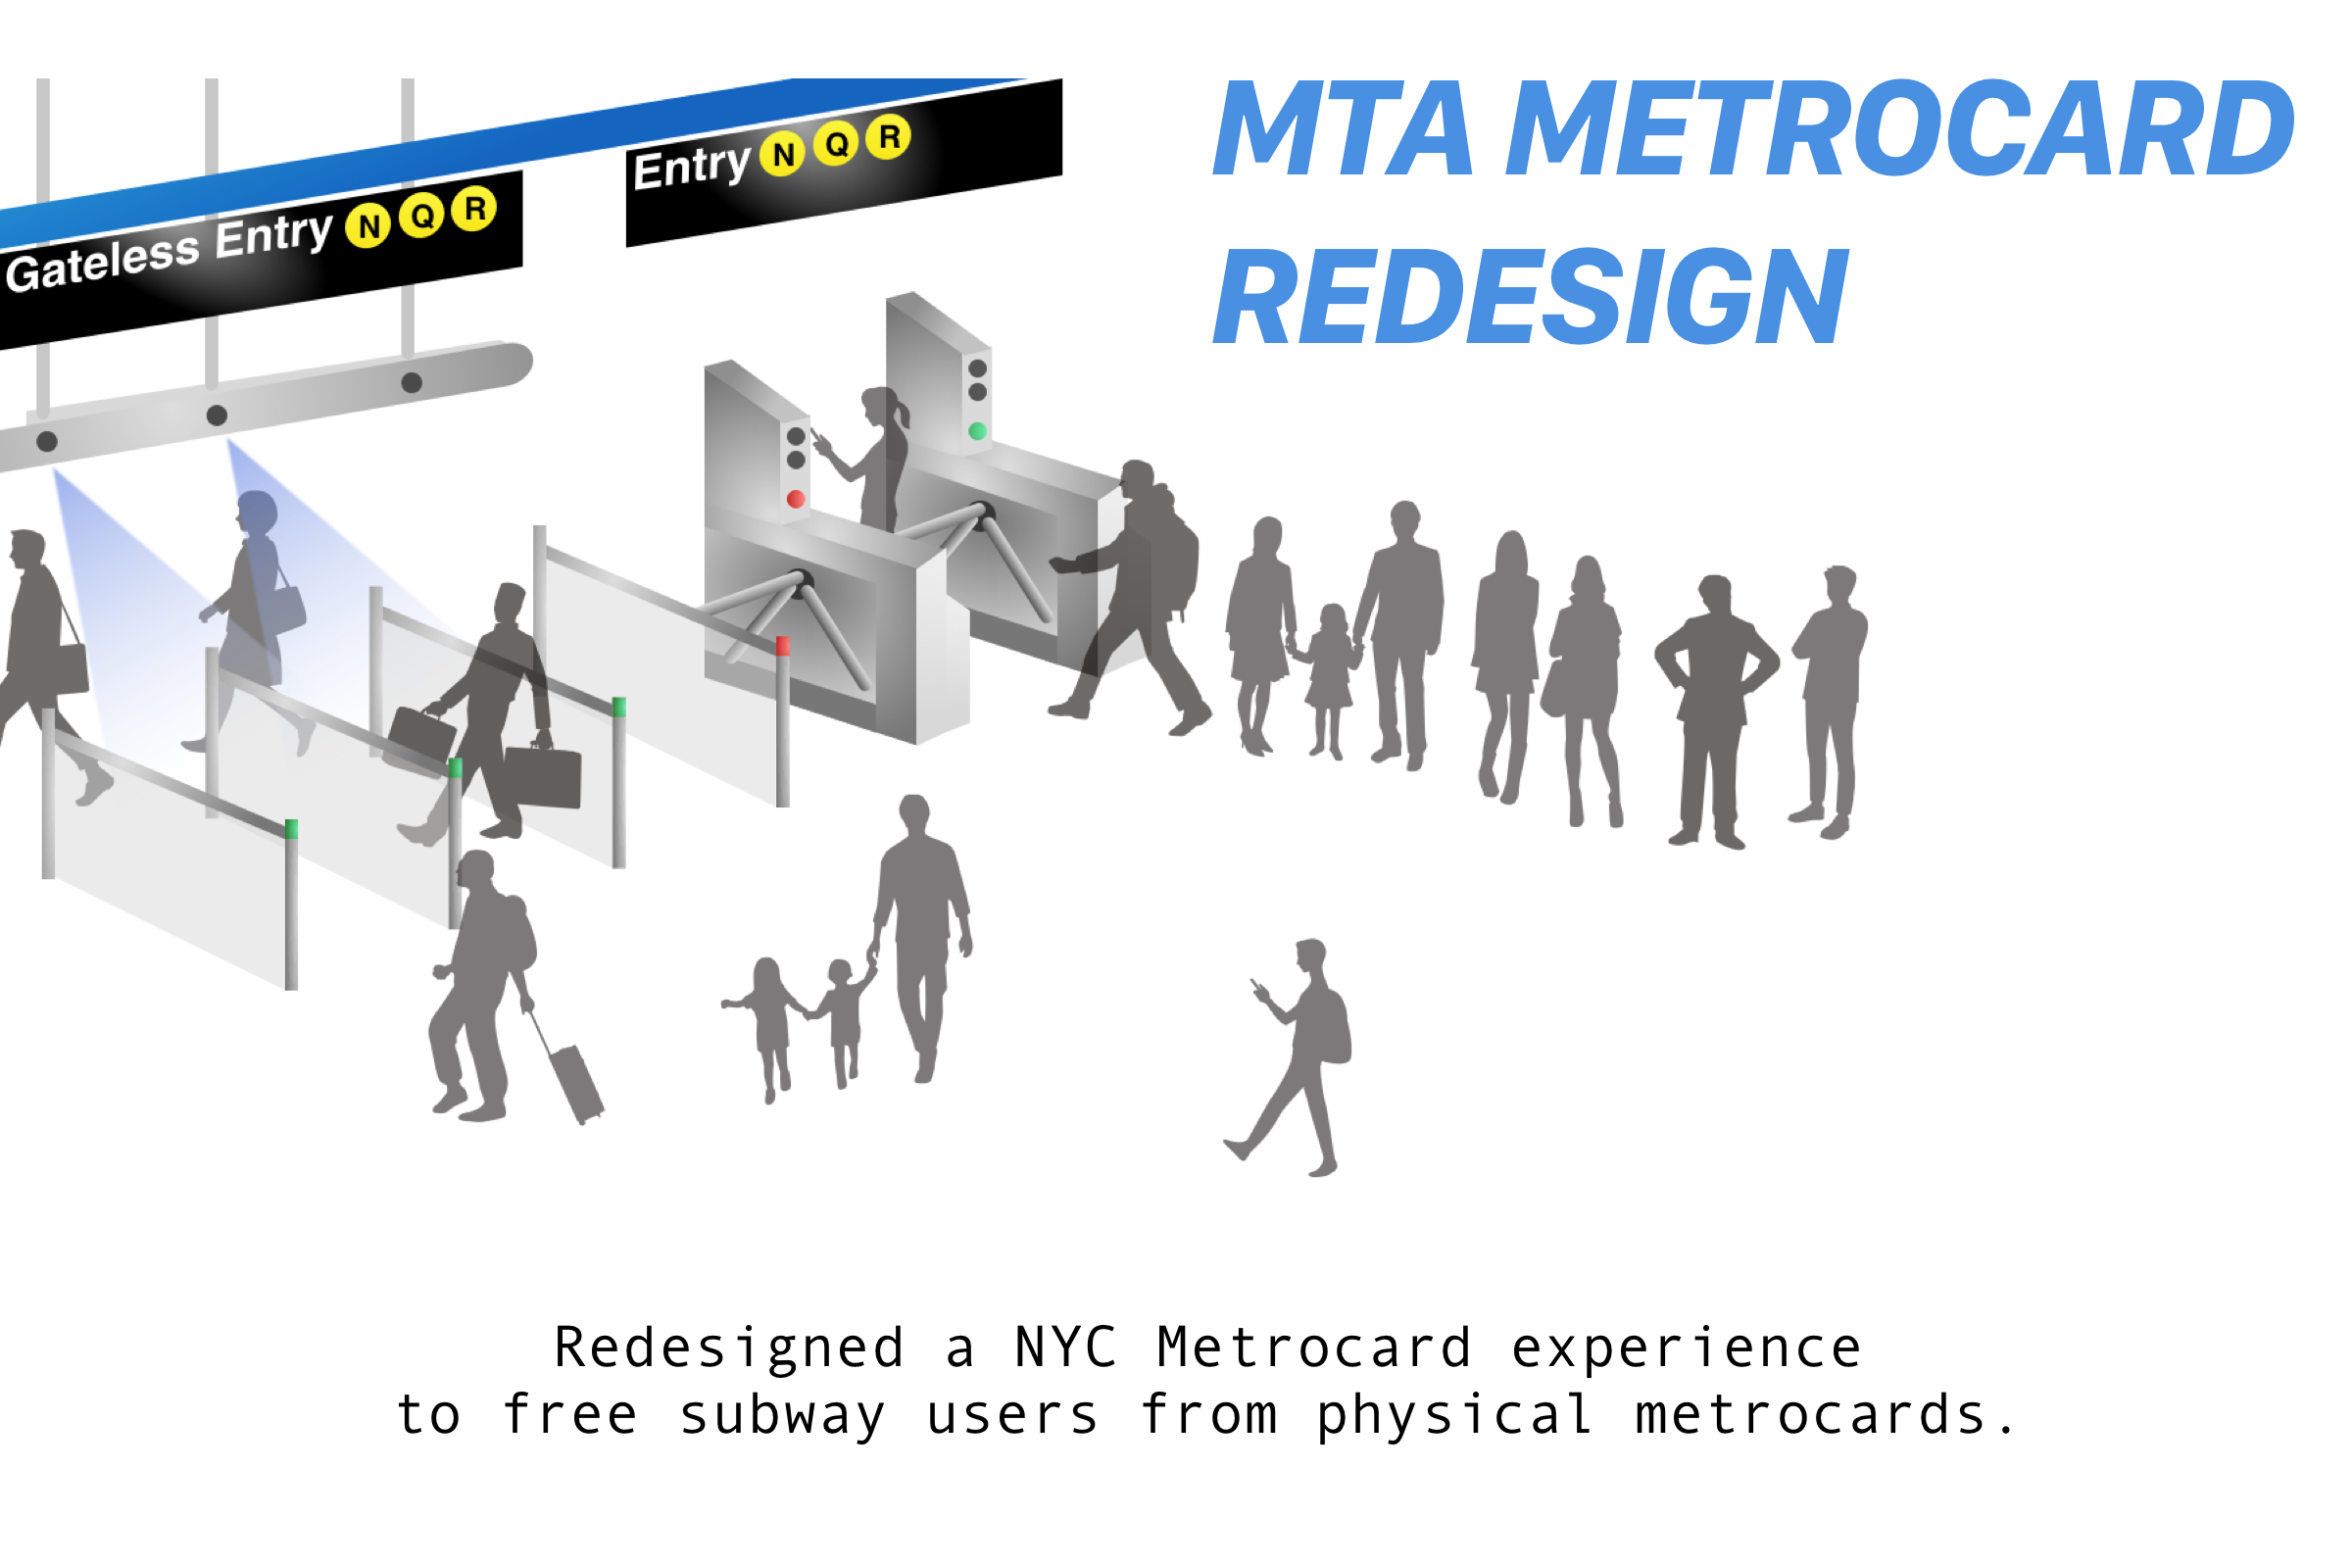 MTA METROCARD
REDESIGN
Entry N Q R
Gateless Entry N Q R
Redesigned a NYC Metrocard experience
to free subway users from physical metrocards.